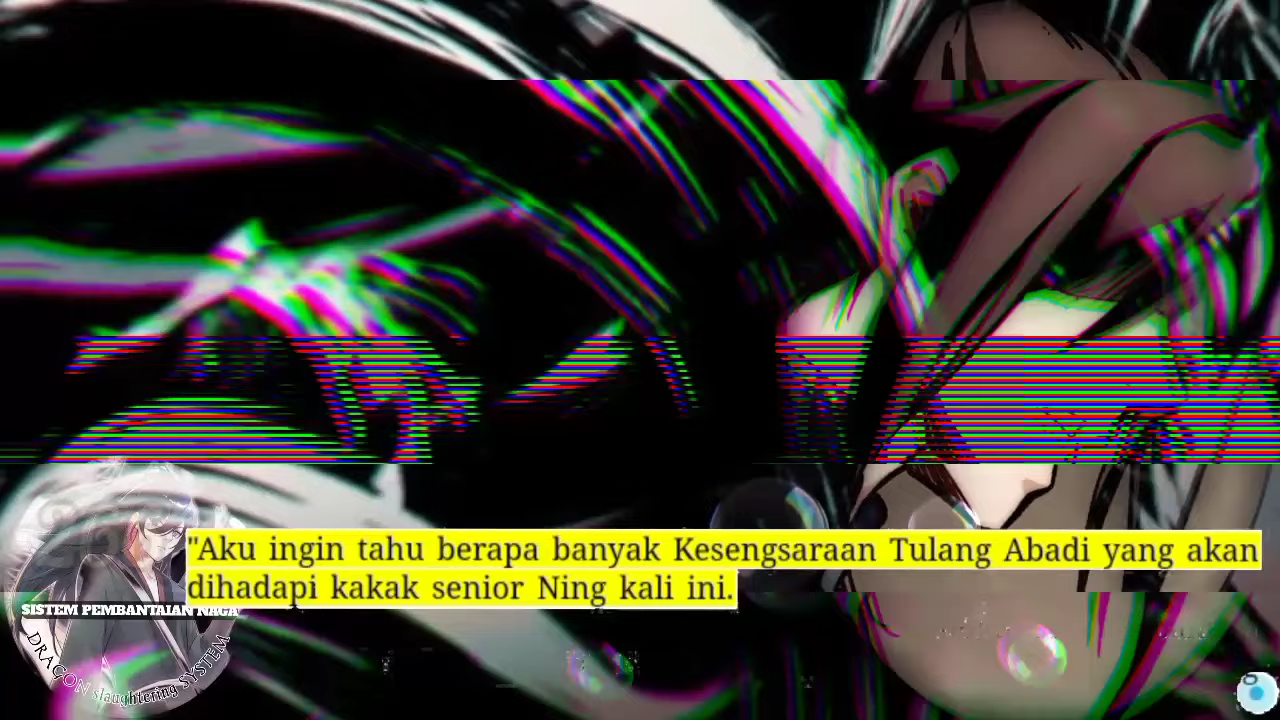 "Aku ingin tahu berapa banyak Kesengsaraan Tulang Abadi yang akan
dihadapi kakak senior Ning kali ini.
SISTEM PEMBANTAIAN NAGA
DRAGON slaughtering SYSTEM